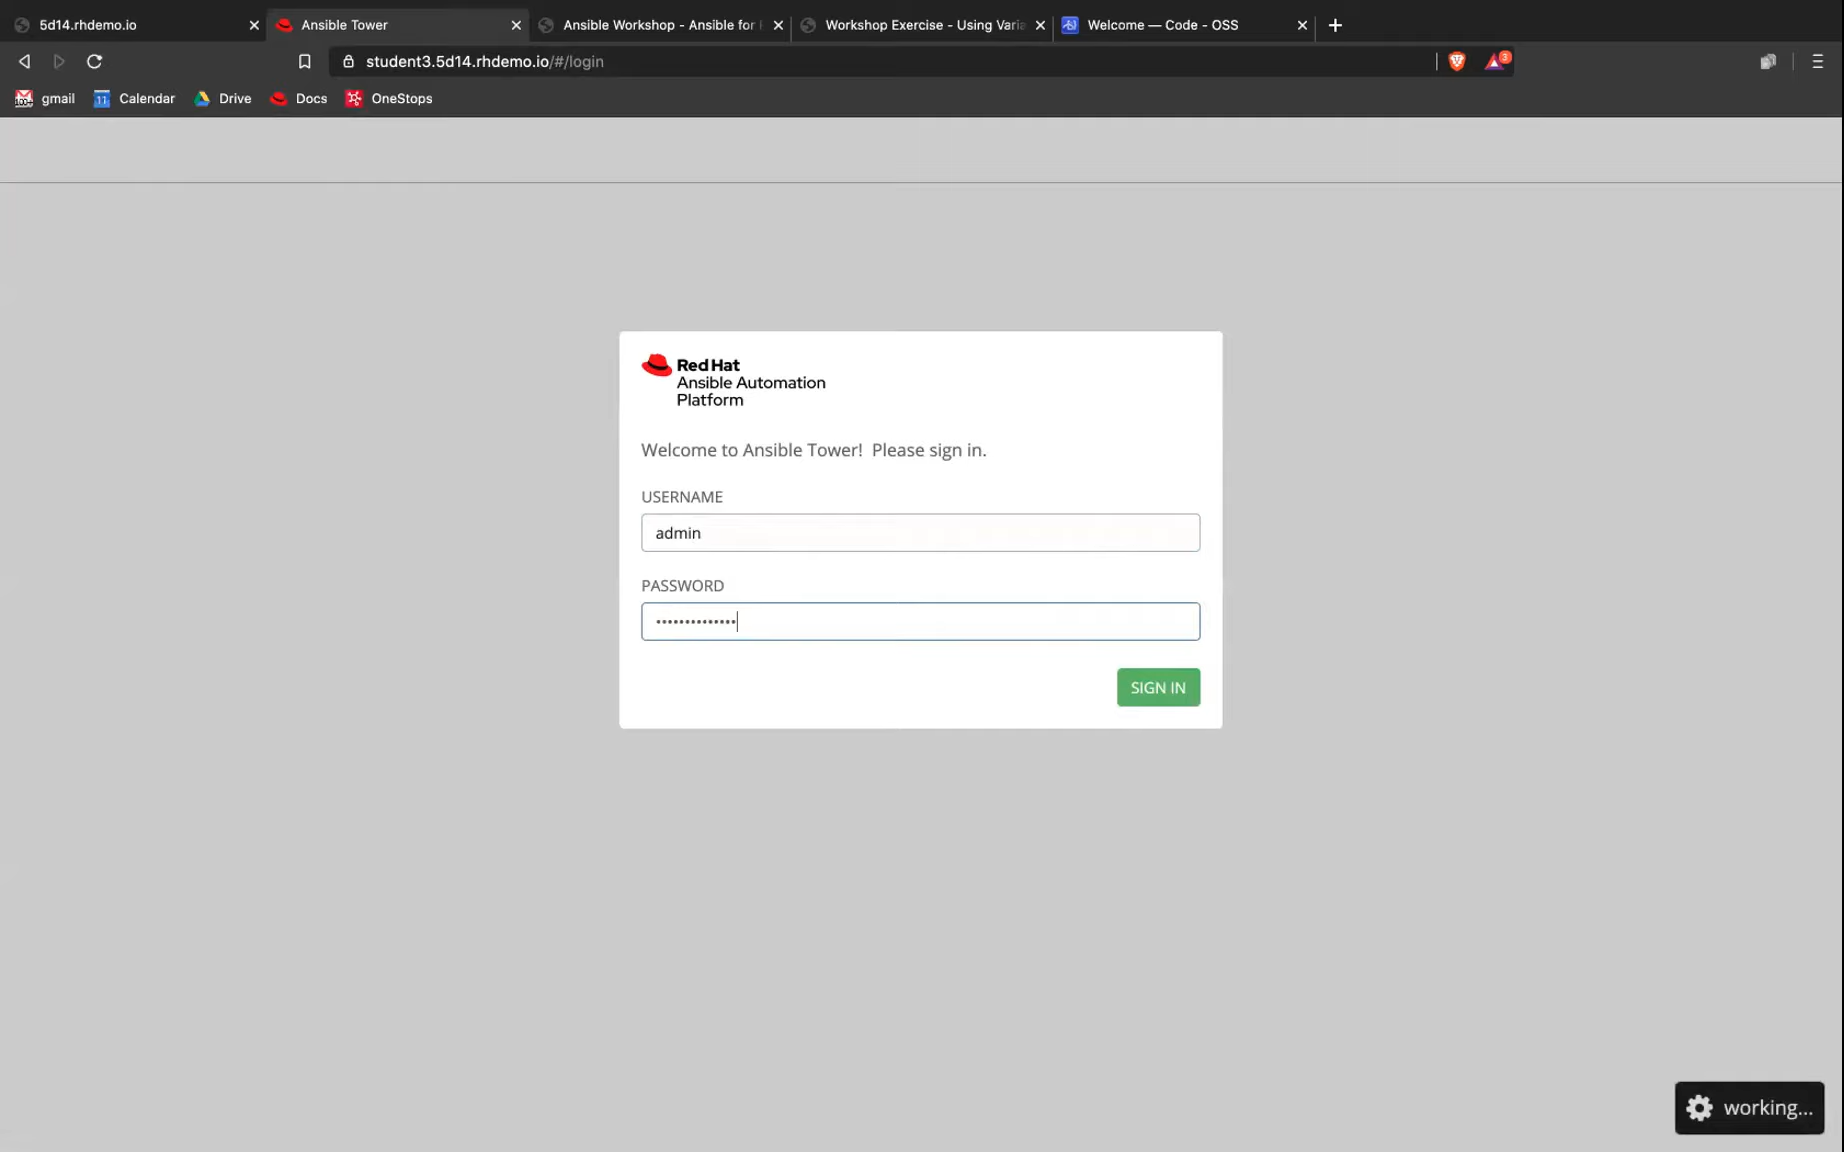 5d14.rhdemo.io
Ansible Tower
Ansible Workshop - Ansible for
Workshop Exercise - Using Varia
Welcome — Code - OSS
student3.5d14.rhdemo.io/#/login
3
gmail
Calendar
Drive
Docs
OneStops
Red Hat
Ansible Automation
Platform
Welcome to Ansible Tower! Please sign in.
USERNAME
admin
PASSWORD
••••••••••••••
SIGN IN
working...